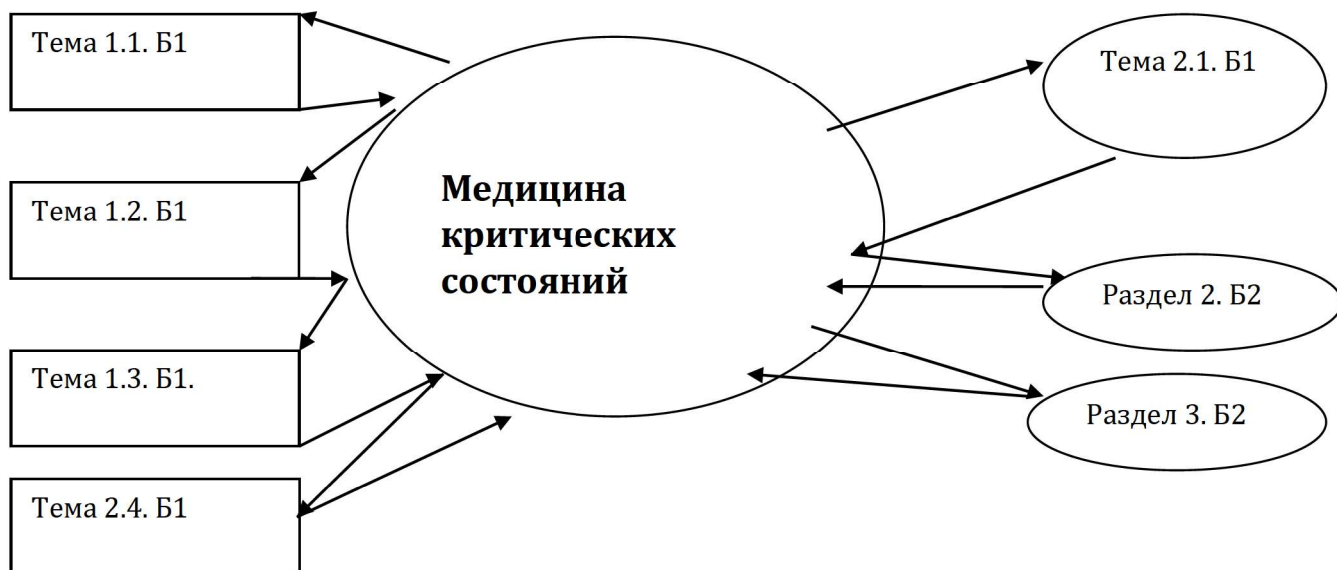 Тема 1.1. Б1
Тема 1.2. Б1
Тема 1.3. Б1.
Тема 2.4. Б1
Медицина
критических
состояний
Тема 2.1. Б1
Раздел 2. Б2
Раздел 3. Б2